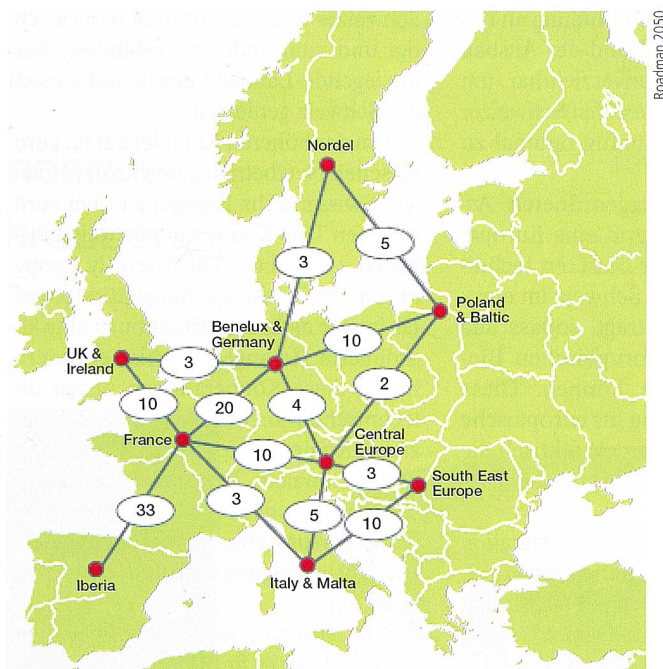 Roadmap 2050
Nordel
5
3
Poland
& Baltic
Benelux &
Germany
10
UK &
Ireland
3
2
10
20
4
France
10
Central
Europe
3
South East
Europe
3
33
5
10
Iberia
Italy & Malta